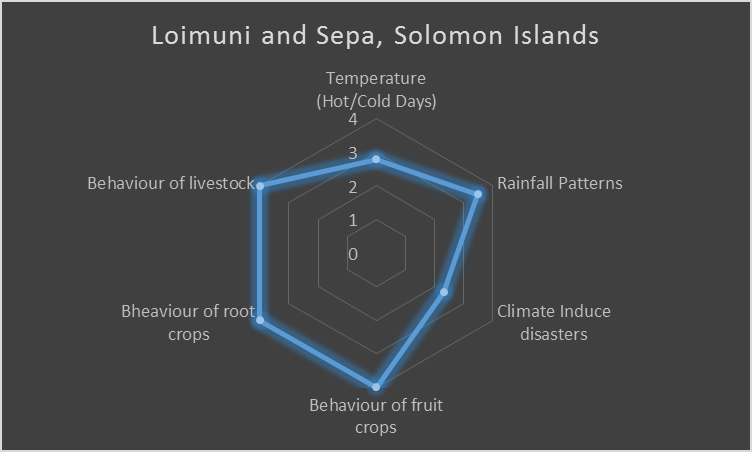 Loimuni and Sepa, Solomon Islands
Temperature
(Hot/Cold Days)
4
3
2
1
0
Rainfall Patterns
Climate Induce
disasters
Behaviour of fruit
crops
Bheaviour of root
crops
Behaviour of livestock